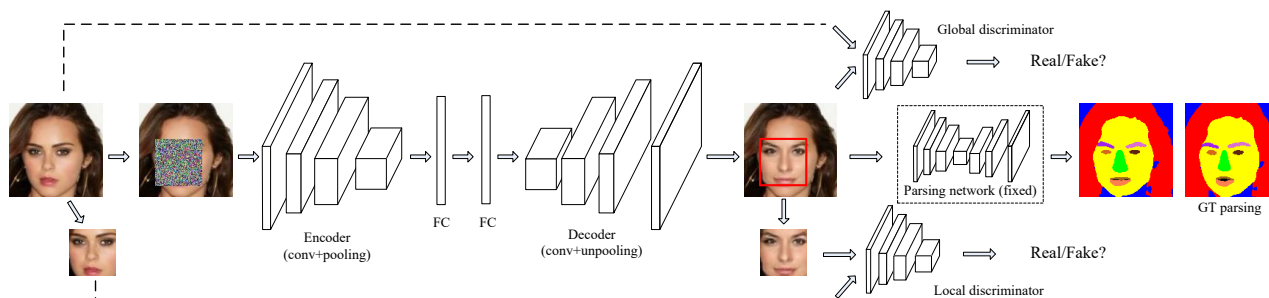 Global discriminator
Real/Fake?
FC
FC
Encoder
(conv+pooling)
Decoder
(conv+unpooling)
Parsing network (fixed)
GT parsing
Real/Fake?
Local discriminator